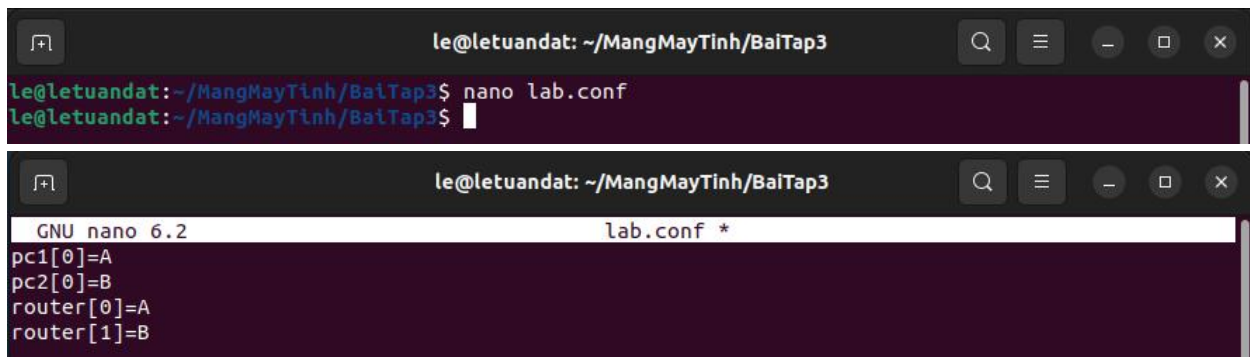 le@letuandat: ~/MangMayTinh/BaiTap3
le@letuandat:~/MangMayTinh/BaiTap3$ nano lab.conf
le@letuandat:~/MangMayTinh/BaiTap3$
le@letuandat: ~/MangMayTinh/BaiTap3
GNU nano 6.2 lab.conf *
pc1[0]=A
pc2[0]=B
router[0]=A
router[1]=B